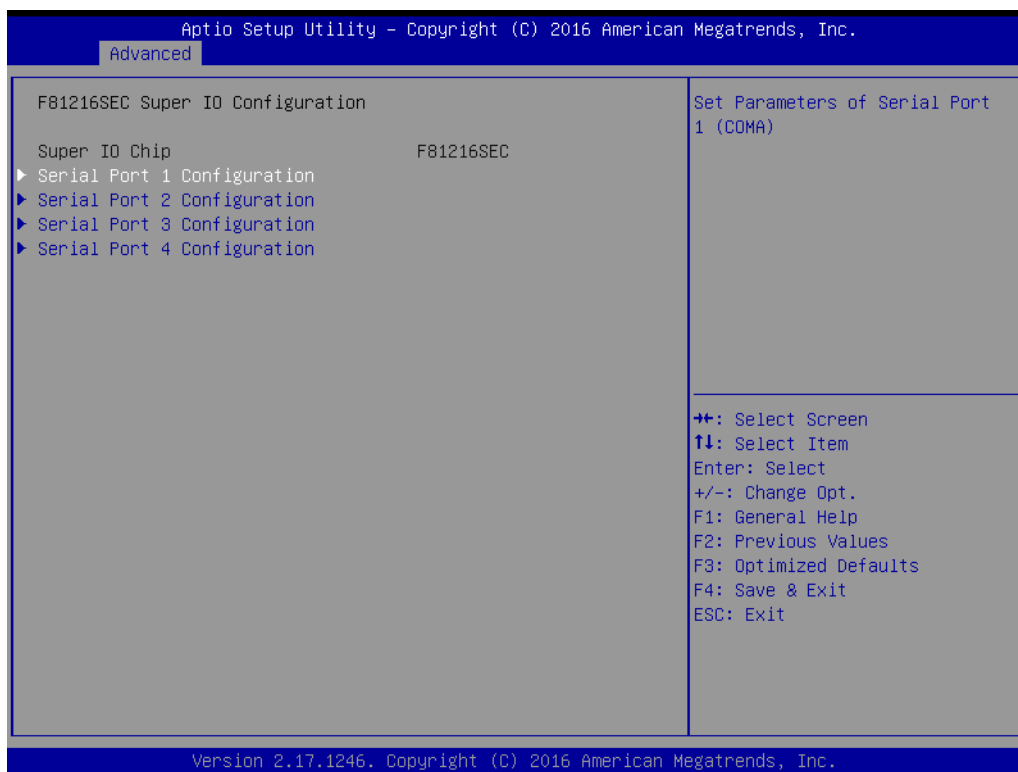 Aptio Setup Utility – Copyright (C) 2016 American Megatrends, Inc.
Advanced
F81216SEC Super IO Configuration
Super IO Chip F81216SEC
Serial Port 1 Configuration
Serial Port 2 Configuration
Serial Port 3 Configuration
Serial Port 4 Configuration
Set Parameters of Serial Port
1 (COMA)
→←: Select Screen
↑↓: Select Item
Enter: Select
+/-: Change Opt.
F1: General Help
F2: Previous Values
F3: Optimized Defaults
F4: Save & Exit
ESC: Exit
Version 2.17.1246. Copyright (C) 2016 American Megatrends, Inc.